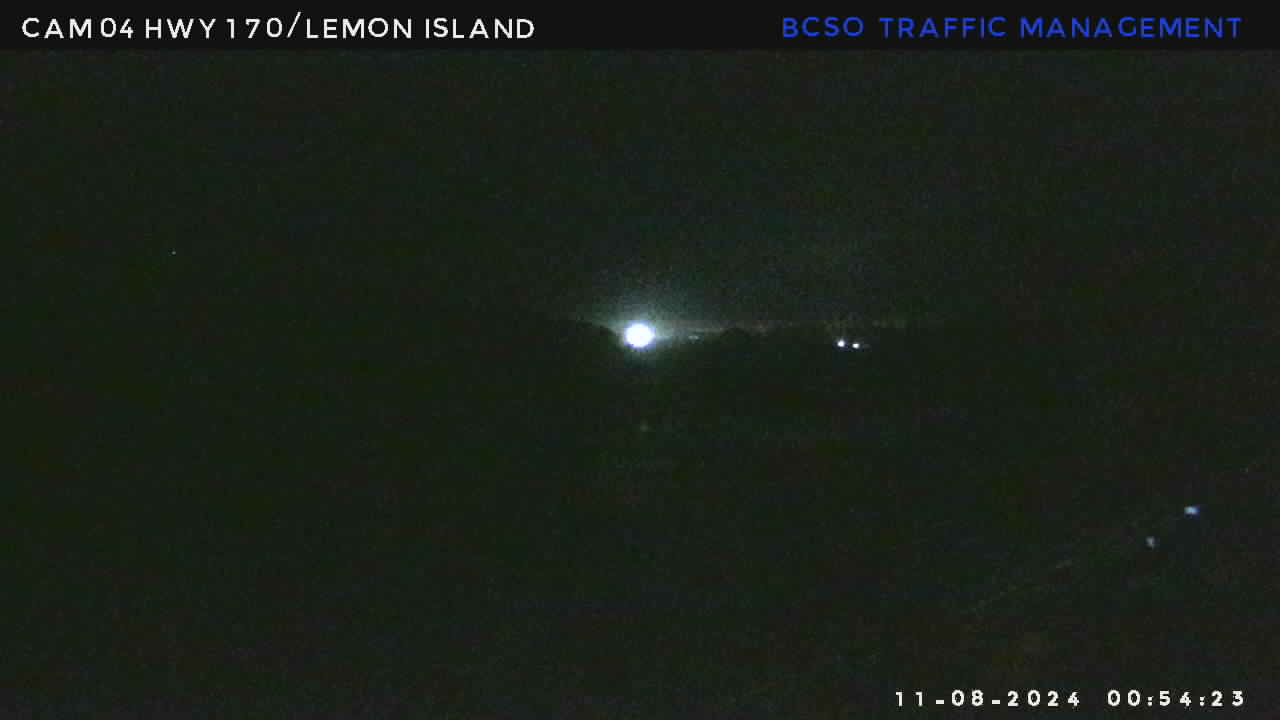 CAM04 HWY 170/LEMON ISLAND
BCSO TRAFFIC MANAGEMENT
11-08-2024 00:54:23